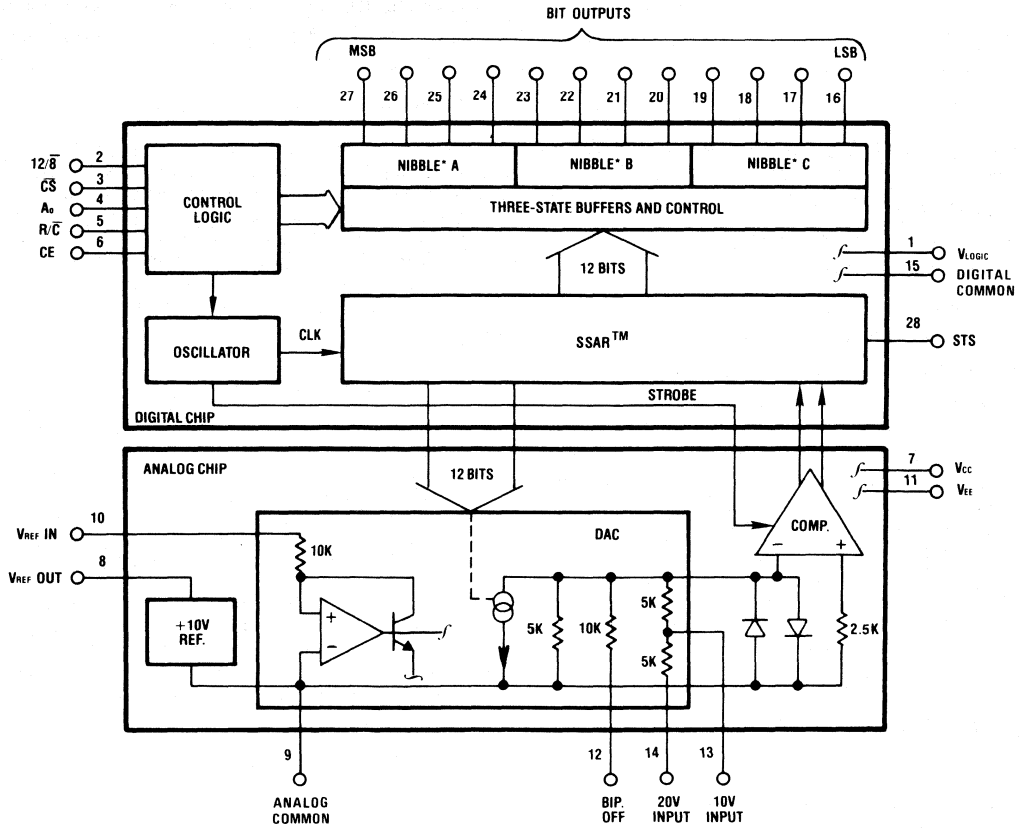 BIT OUTPUTS
MSB
LSB
27
26
25
24
23
22
21
20
19
18
17
16
12/8̅
2
C̅S̅
3
A₀
4
R/C̅
5
CE
6
CONTROL
LOGIC
NIBBLE* A
NIBBLE* B
NIBBLE* C
THREE-STATE BUFFERS AND CONTROL
12 BITS
1
VLOGIC
15
DIGITAL
COMMON
OSCILLATOR
CLK
SSAR™
28
STS
STROBE
DIGITAL CHIP
ANALOG CHIP
12 BITS
7
VCC
11
VEE
COMP.
-
+
10
VREF IN
8
VREF OUT
DAC
10K
+10V
REF.
+
-
5K
10K
5K
5K
2.5K
9
12
14
13
ANALOG
COMMON
BIP.
OFF
20V
INPUT
10V
INPUT